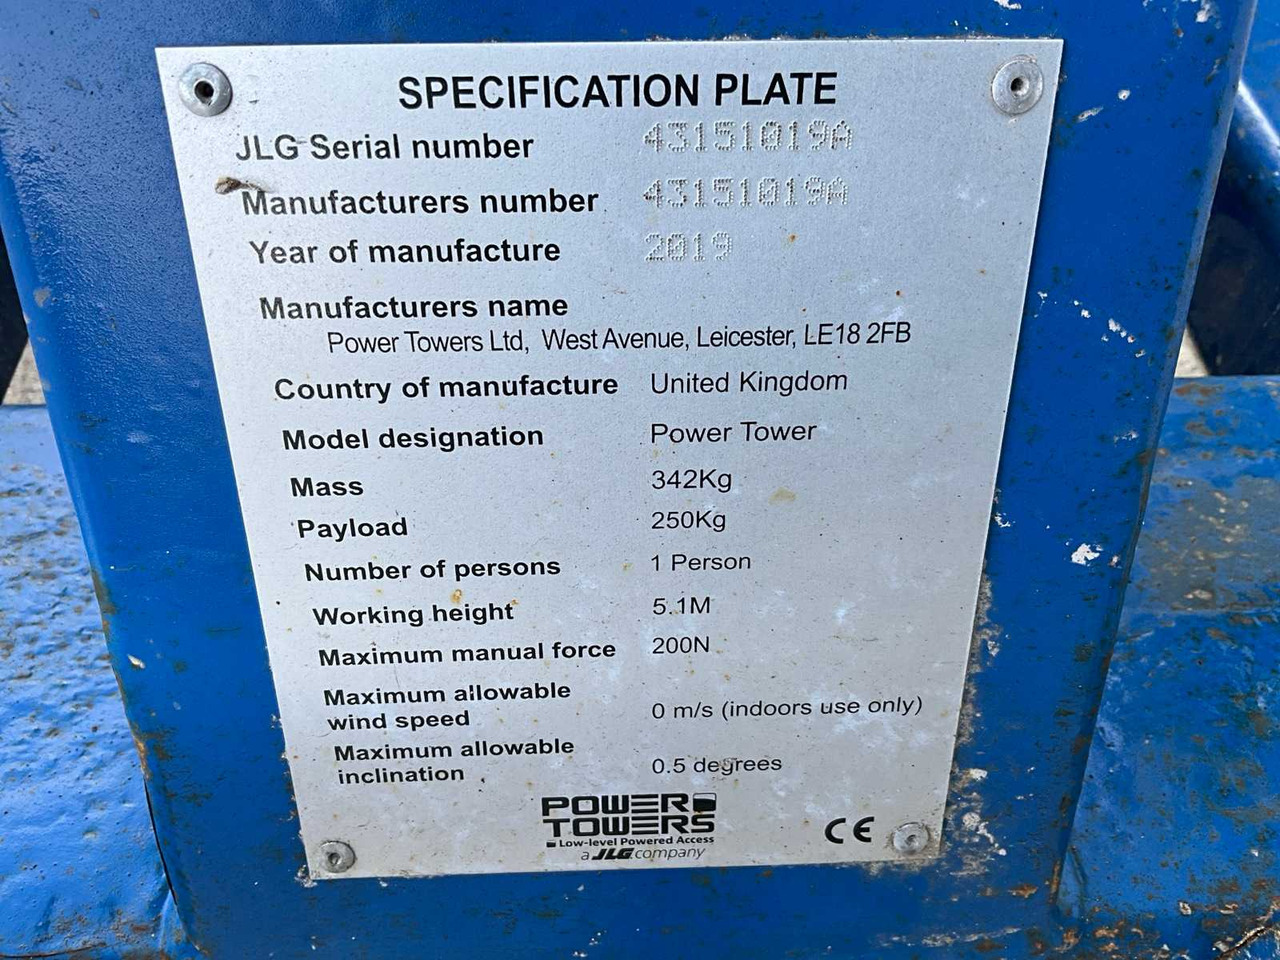 SPECIFICATION PLATE
JLG Serial number 43151019A
Manufacturers number 43151019A
Year of manufacture 2019
Manufacturers name
Power Towers Ltd, West Avenue, Leicester, LE18 2FB
Country of manufacture United Kingdom
Model designation Power Tower
Mass 342Kg
Payload 250Kg
Number of persons 1 Person
Working height 5.1M
Maximum manual force 200N
Maximum allowable
wind speed 0 m/s (indoors use only)
Maximum allowable
inclination 0.5 degrees
POWER
TOWERS
Low-level Powered Access
a JLG company
CE